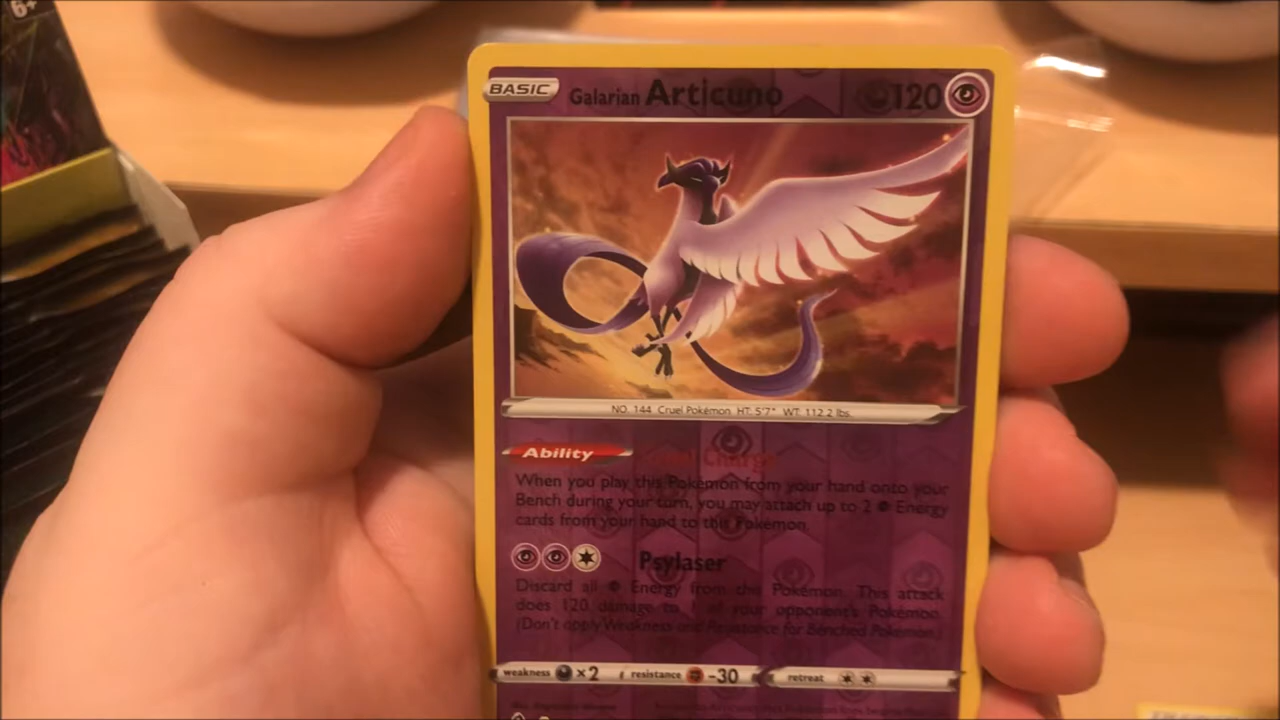 6+
BASIC Galarian Articuno 120
NO. 144 Cruel Pokémon HT: 5'7" WT: 112.2 lbs.
Ability Charge
When you play this Pokémon from your hand onto your
Bench during your turn, you may attach up to 2 Energy
cards from your hand to this Pokémon.
Psylaser
Discard all Energy from this Pokémon. This attack
does 120 damage to 1 of your opponent's Pokémon.
(Don't apply Weakness and Resistance for Benched Pokémon.)
weakness ×2 resistance -30 retreat